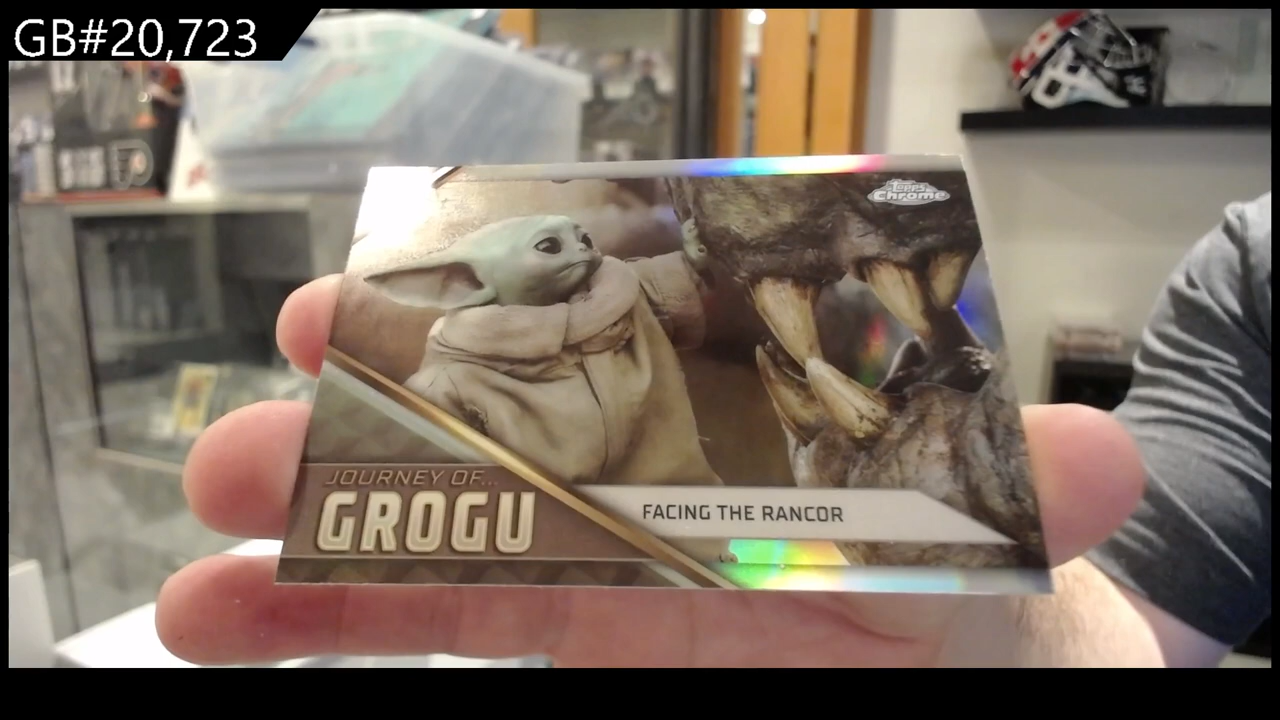 GB#20,723
Topps
Chrome
JOURNEY OF...
GROGU
FACING THE RANCOR